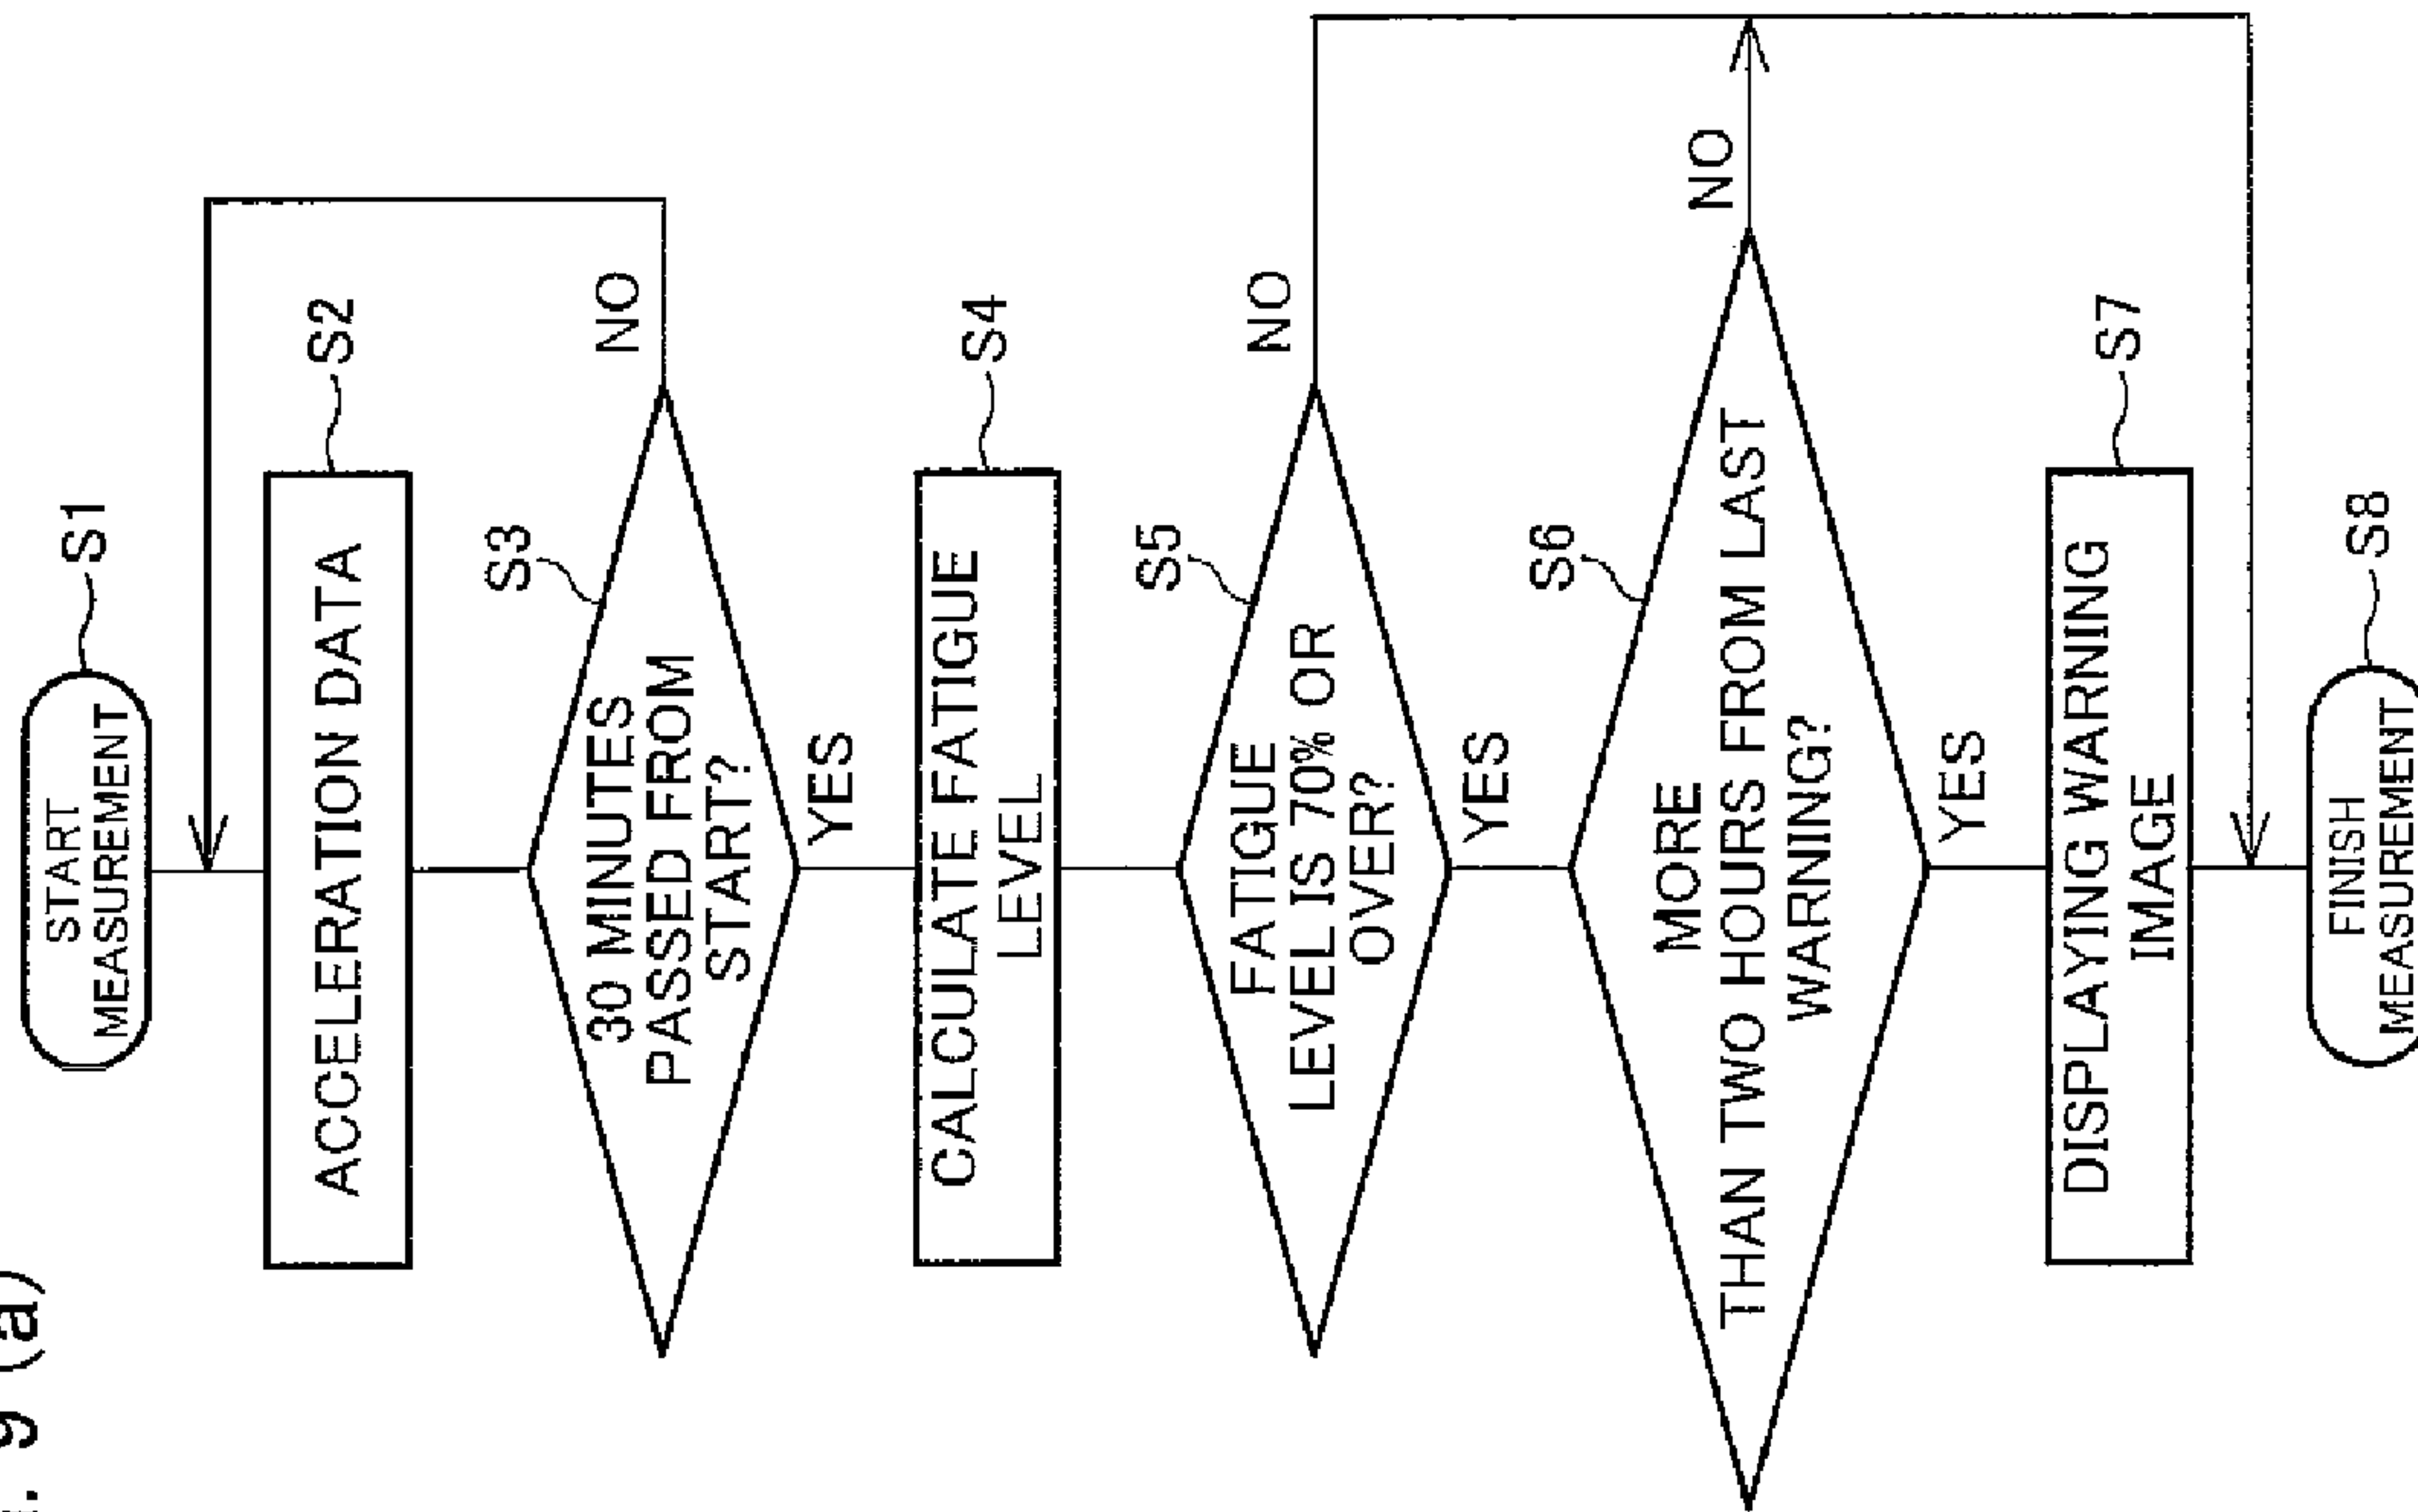 . 9 (a)
START
MEASUREMENT
S1
ACCELERATION DATA
S2
S3
30 MINUTES
PASSED FROM
START?
NO
YES
CALCULATE FATIGUE
LEVEL
S4
S5
FATIGUE
LEVEL IS 70% OR
OVER?
NO
YES
S6
MORE
THAN TWO HOURS FROM LAST
WARNING?
NO
YES
DISPLAYING WARNING
IMAGE
S7
FINISH
MEASUREMENT
S8